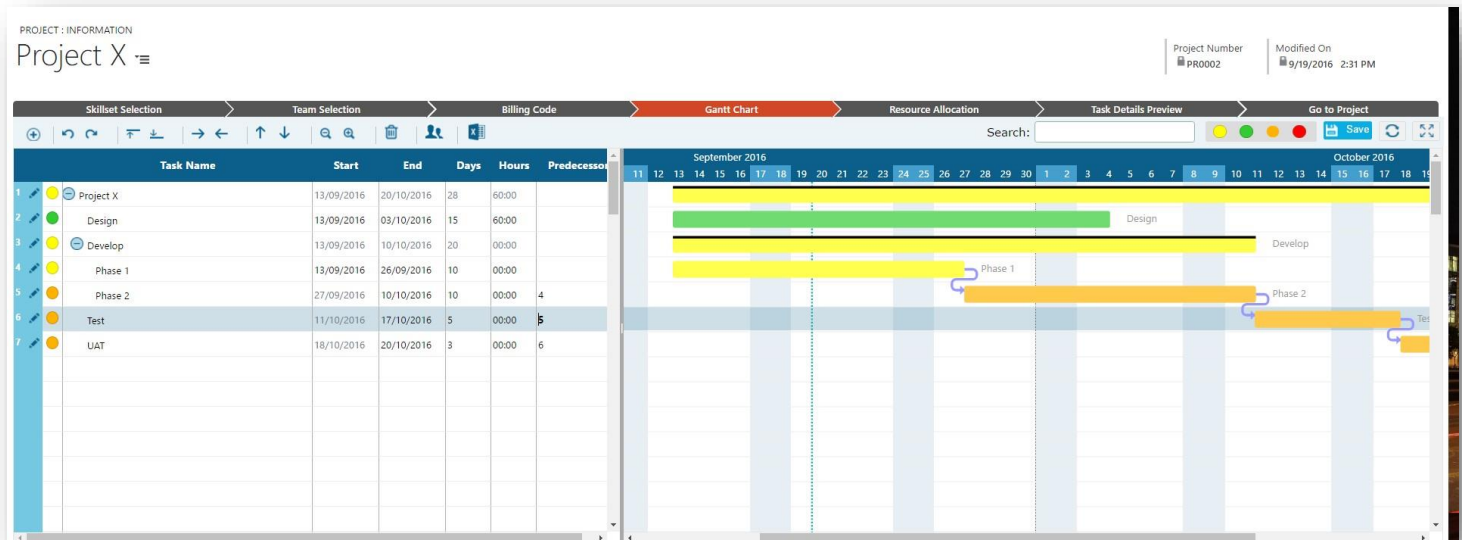 PROJECT : INFORMATION
Project X
Project Number
PR0002
Modified On
9/19/2016 2:31 PM
Skillset Selection
Team Selection
Billing Code
Gantt Chart
Resource Allocation
Task Details Preview
Go to Project
Search:
Save
Task Name Start End Days Hours Predecessor
1 Project X 13/09/2016 20/10/2016 28 60:00
2 Design 13/09/2016 03/10/2016 15 60:00
3 Develop 13/09/2016 10/10/2016 20 00:00
4 Phase 1 13/09/2016 26/09/2016 10 00:00
5 Phase 2 27/09/2016 10/10/2016 10 00:00 4
6 Test 11/10/2016 17/10/2016 5 00:00 5
7 UAT 18/10/2016 20/10/2016 3 00:00 6
September 2016 October 2016
11 12 13 14 15 16 17 18 19 20 21 22 23 24 25 26 27 28 29 30 1 2 3 4 5 6 7 8 9 10 11 12 13 14 15 16 17 18 19
Design
Develop
Phase 1
Phase 2